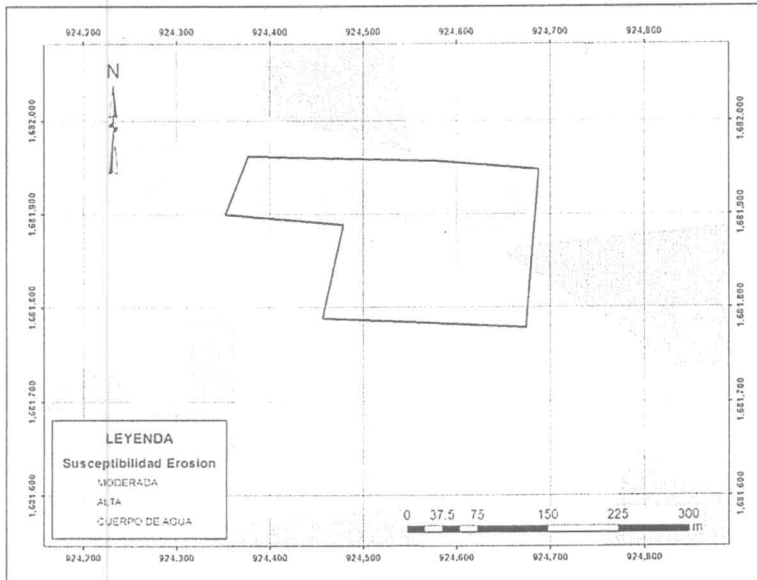 924,200 924,300 924,400 924,500 924,600 924,700 924,800
N
1,682,000 1,682,000
1,681,900 1,681,900
1,681,800 1,681,800
1,681,700 1,681,700
1,681,600 1,681,600
LEYENDA
Susceptibilidad Erosion
MODERADA
ALTA
CUERPO DE AGUA
0 37.5 75 150 225 300
m
924,200 924,300 924,400 924,500 924,600 924,700 924,800